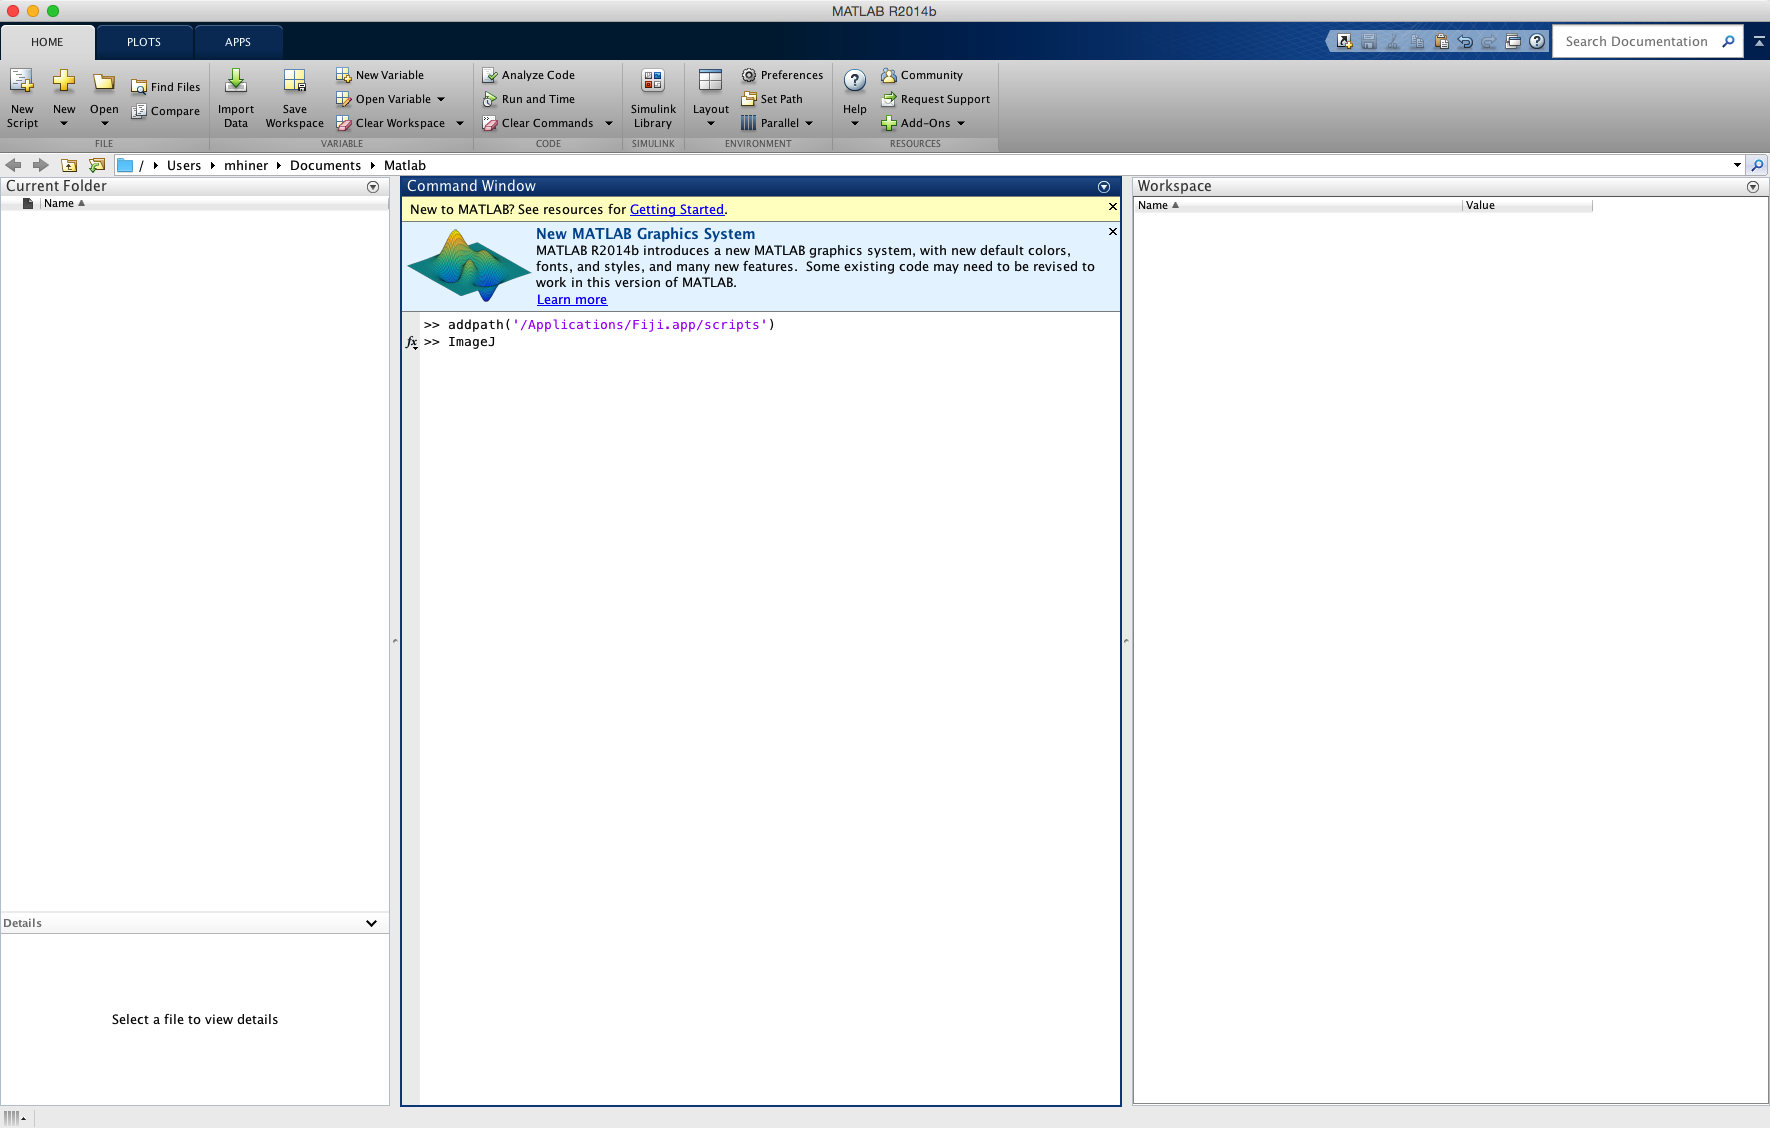 MATLAB R2014b
HOME PLOTS APPS
Search Documentation
New Script
New
Open
Find Files
Compare
FILE
Import Data
Save Workspace
New Variable
Open Variable
Clear Workspace
VARIABLE
Analyze Code
Run and Time
Clear Commands
CODE
Simulink Library
SIMULINK
Layout
Preferences
Set Path
Parallel
ENVIRONMENT
Help
Community
Request Support
Add-Ons
RESOURCES
/ Users mhiner Documents Matlab
Current Folder
Name
Details
Select a file to view details
Command Window
New to MATLAB? See resources for Getting Started.
New MATLAB Graphics System
MATLAB R2014b introduces a new MATLAB graphics system, with new default colors,
fonts, and styles, and many new features. Some existing code may need to be revised to
work in this version of MATLAB.
Learn more
>> addpath('/Applications/Fiji.app/scripts')
fx >> ImageJ
Workspace
Name Value